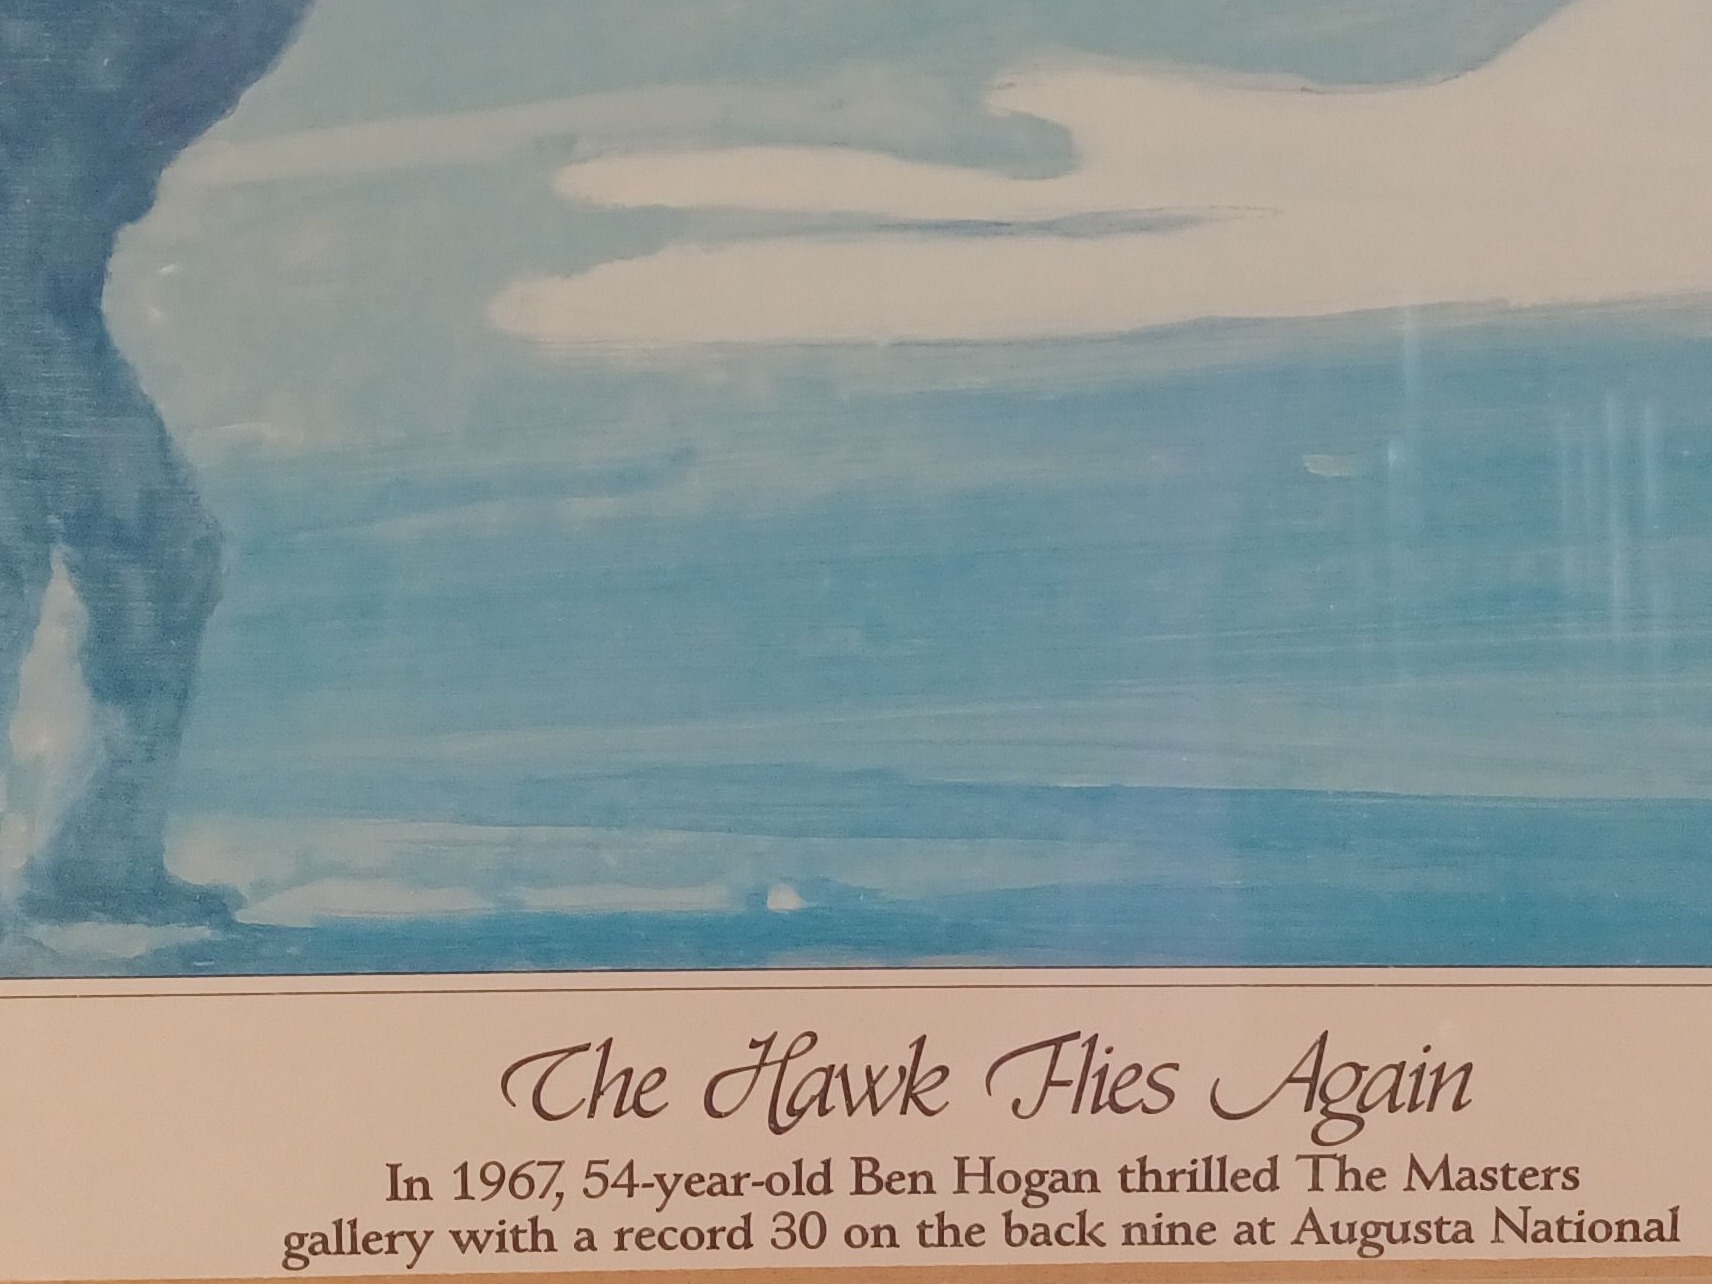 The Hawk Flies Again
In 1967, 54-year-old Ben Hogan thrilled The Masters
gallery with a record 30 on the back nine at Augusta National